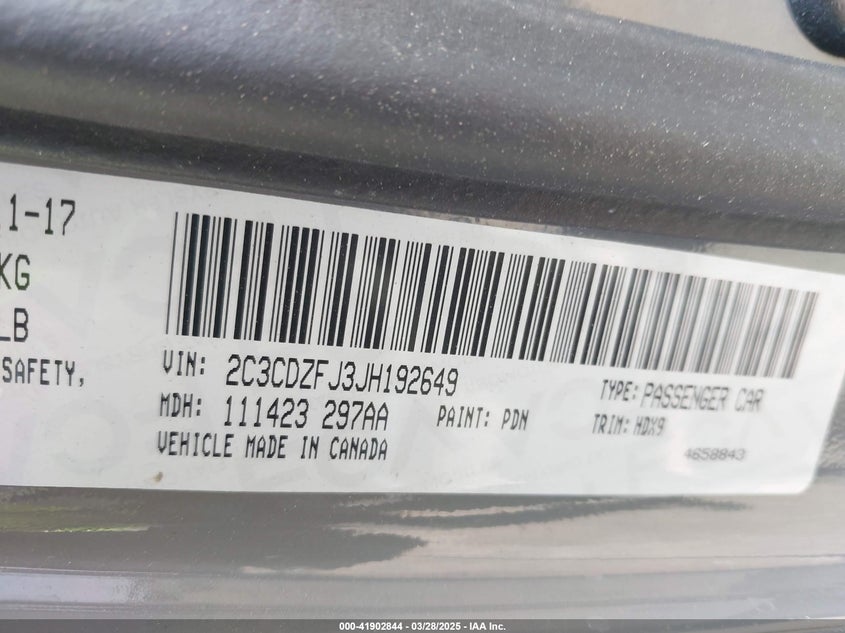 1-17
KG
LB
SAFETY,
VIN: 2C3CDZFJ3JH192649
TYPE: PASSENGER CAR
MDH: 111423 297AA
PAINT: PDN
TRIM: HDX9
VEHICLE MADE IN CANADA
4658843
000-41902844 - 03/28/2025 - IAA Inc.